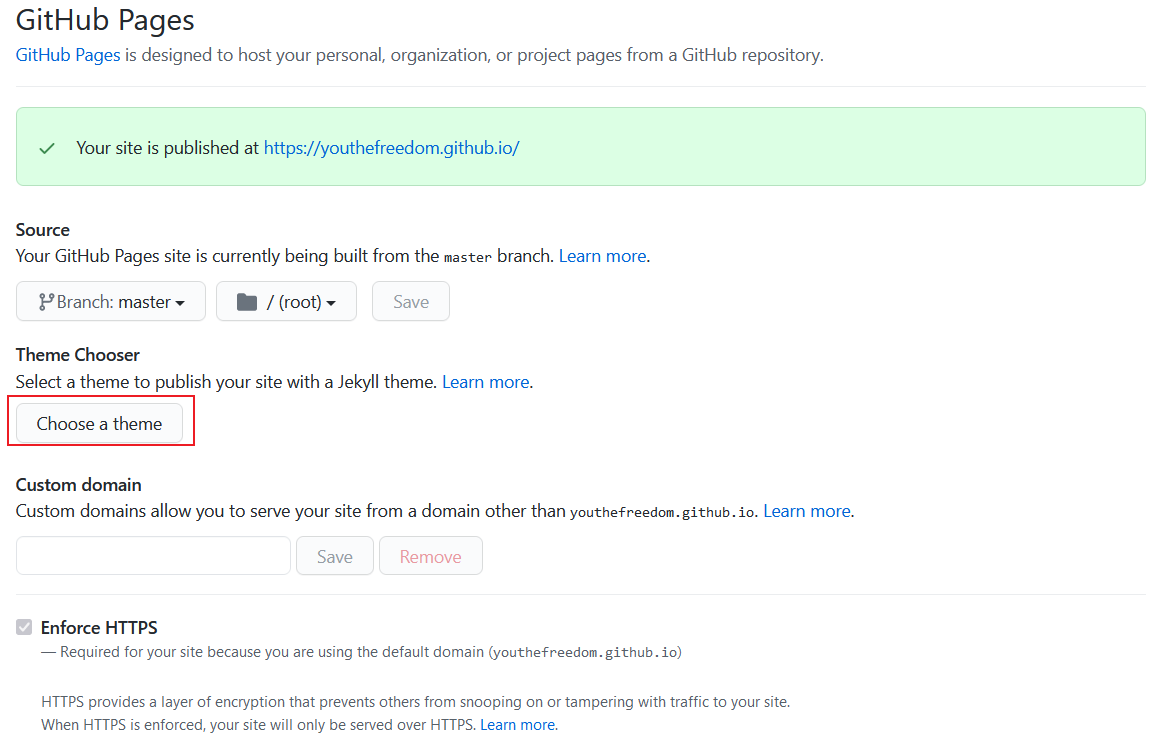 GitHub Pages
GitHub Pages is designed to host your personal, organization, or project pages from a GitHub repository.
Your site is published at https://youthefreedom.github.io/
Source
Your GitHub Pages site is currently being built from the master branch. Learn more.
Branch: master / (root) Save
Theme Chooser
Select a theme to publish your site with a Jekyll theme. Learn more.
Choose a theme
Custom domain
Custom domains allow you to serve your site from a domain other than youthefreedom.github.io. Learn more.
Save Remove
Enforce HTTPS
— Required for your site because you are using the default domain (youthefreedom.github.io)
HTTPS provides a layer of encryption that prevents others from snooping on or tampering with traffic to your site.
When HTTPS is enforced, your site will only be served over HTTPS. Learn more.